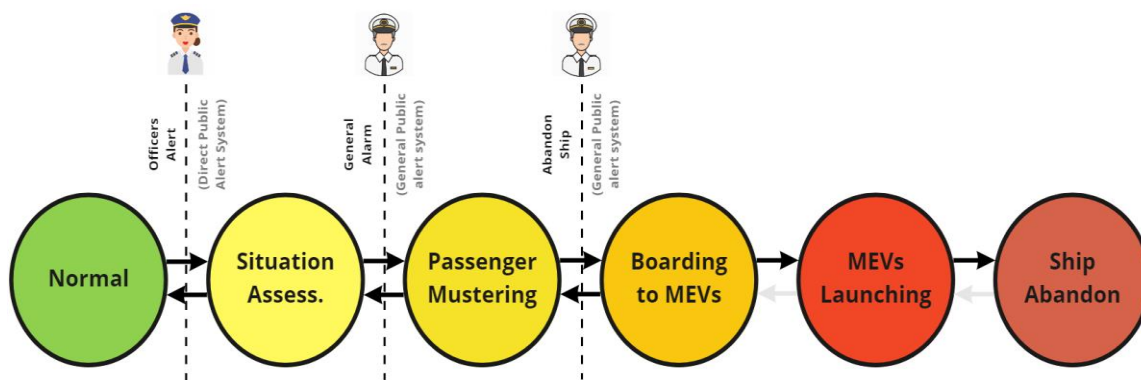 Officers
Alert
(Direct Public
Alert System)
General
Alarm
(General Public
alert system)
Abandon
Ship
(General Public
alert system)
Normal
Situation
Assess.
Passenger
Mustering
Boarding
to MEVs
MEVs
Launching
Ship
Abandon